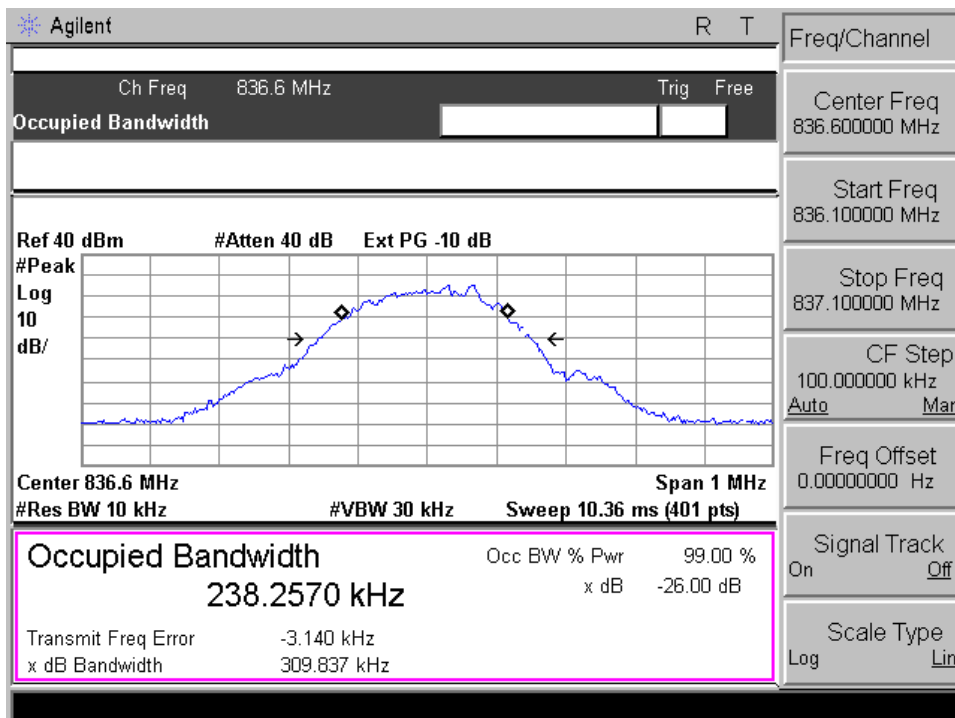 Agilent R T
Freq/Channel
Ch Freq 836.6 MHz Trig Free
Occupied Bandwidth
Center Freq
836.600000 MHz
Start Freq
836.100000 MHz
Stop Freq
837.100000 MHz
CF Step
100.000000 kHz
Auto Man
Freq Offset
0.00000000 Hz
Signal Track
On Off
Scale Type
Log Lin
Ref 40 dBm #Atten 40 dB Ext PG -10 dB
#Peak
Log
10
dB/
Center 836.6 MHz Span 1 MHz
#Res BW 10 kHz #VBW 30 kHz Sweep 10.36 ms (401 pts)
Occupied Bandwidth
238.2570 kHz
Occ BW % Pwr 99.00 %
x dB -26.00 dB
Transmit Freq Error -3.140 kHz
x dB Bandwidth 309.837 kHz